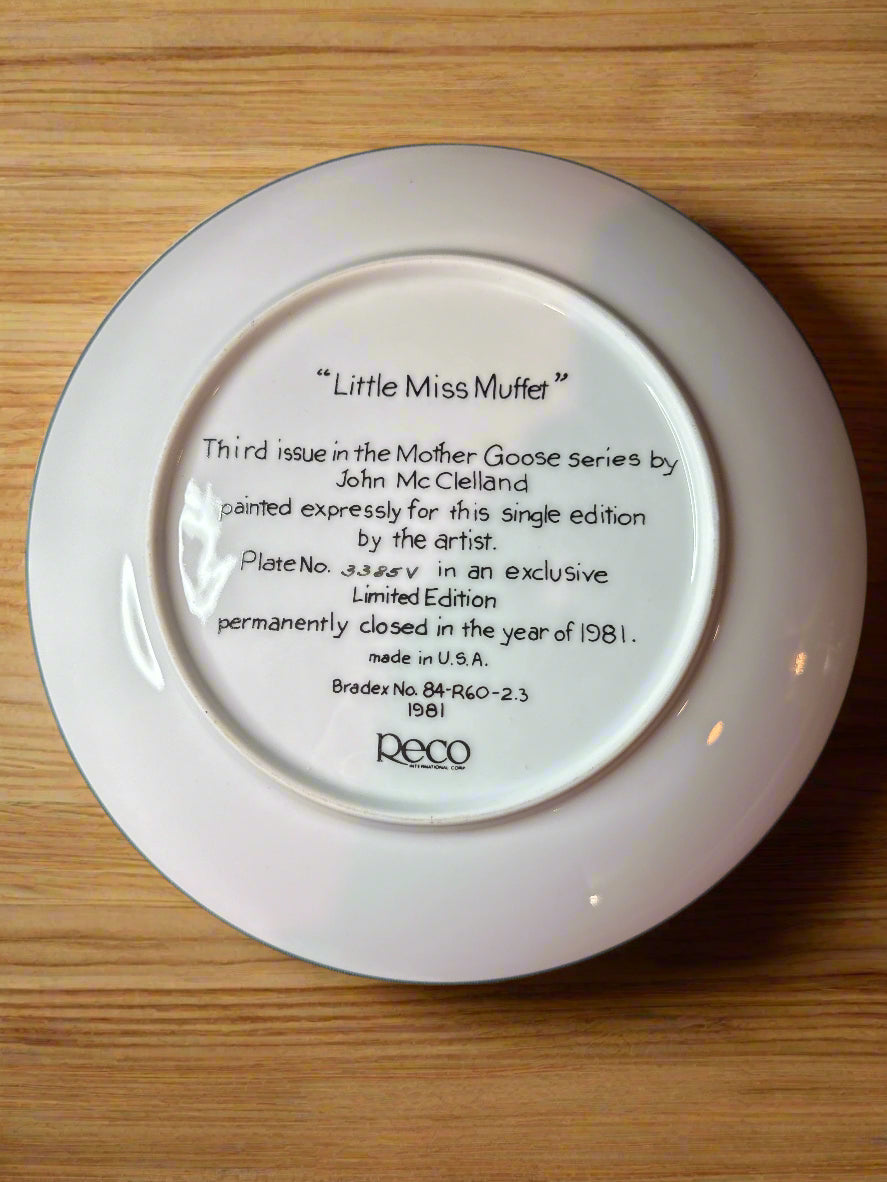 “Little Miss Muffet”
Third issue in the Mother Goose series by
John McClelland
painted expressly for this single edition
by the artist.
Plate No. 3385V in an exclusive
Limited Edition
permanently closed in the year of 1981.
made in U.S.A.
Bradex No. 84-R60-2.3
1981
Reco
INTERNATIONAL CORP